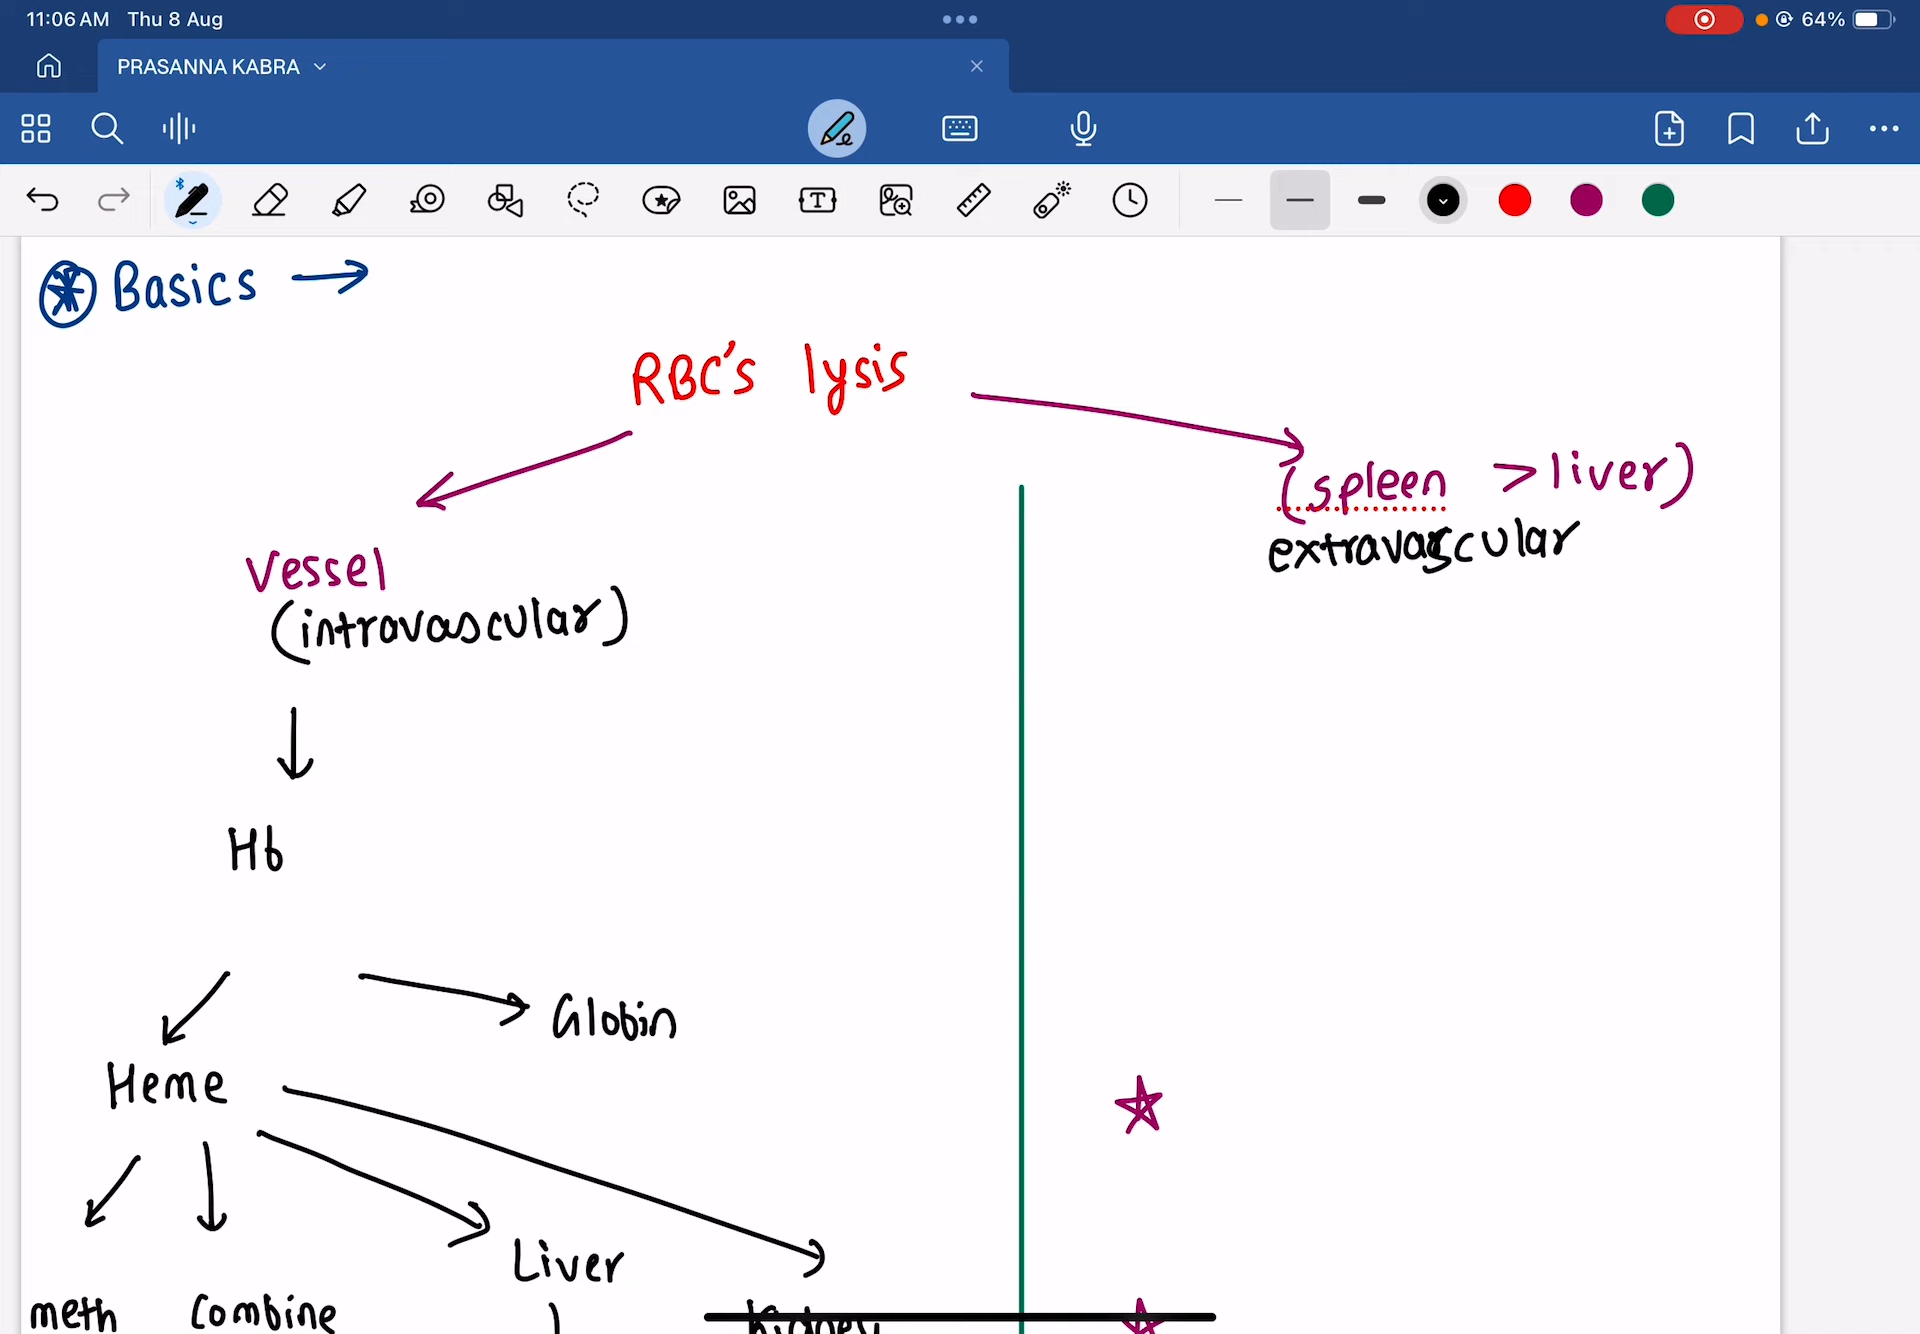 11:06 AM Thu 8 Aug
64%
PRASANNA KABRA
Basics →
RBC's lysis
(spleen > liver)
extravascular
Vessel
(intravascular)
↓
Hb
Globin
Heme
Liver
meth combine
Kidney